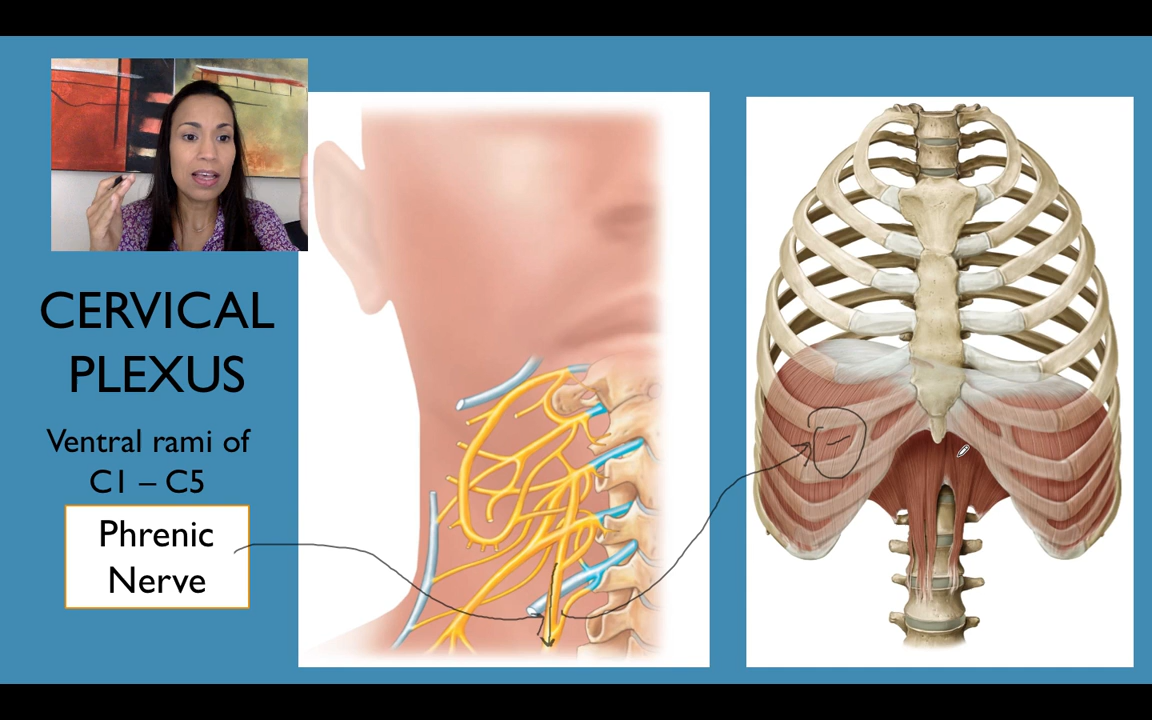 CERVICAL
PLEXUS
Ventral rami of
C1 – C5
Phrenic
Nerve